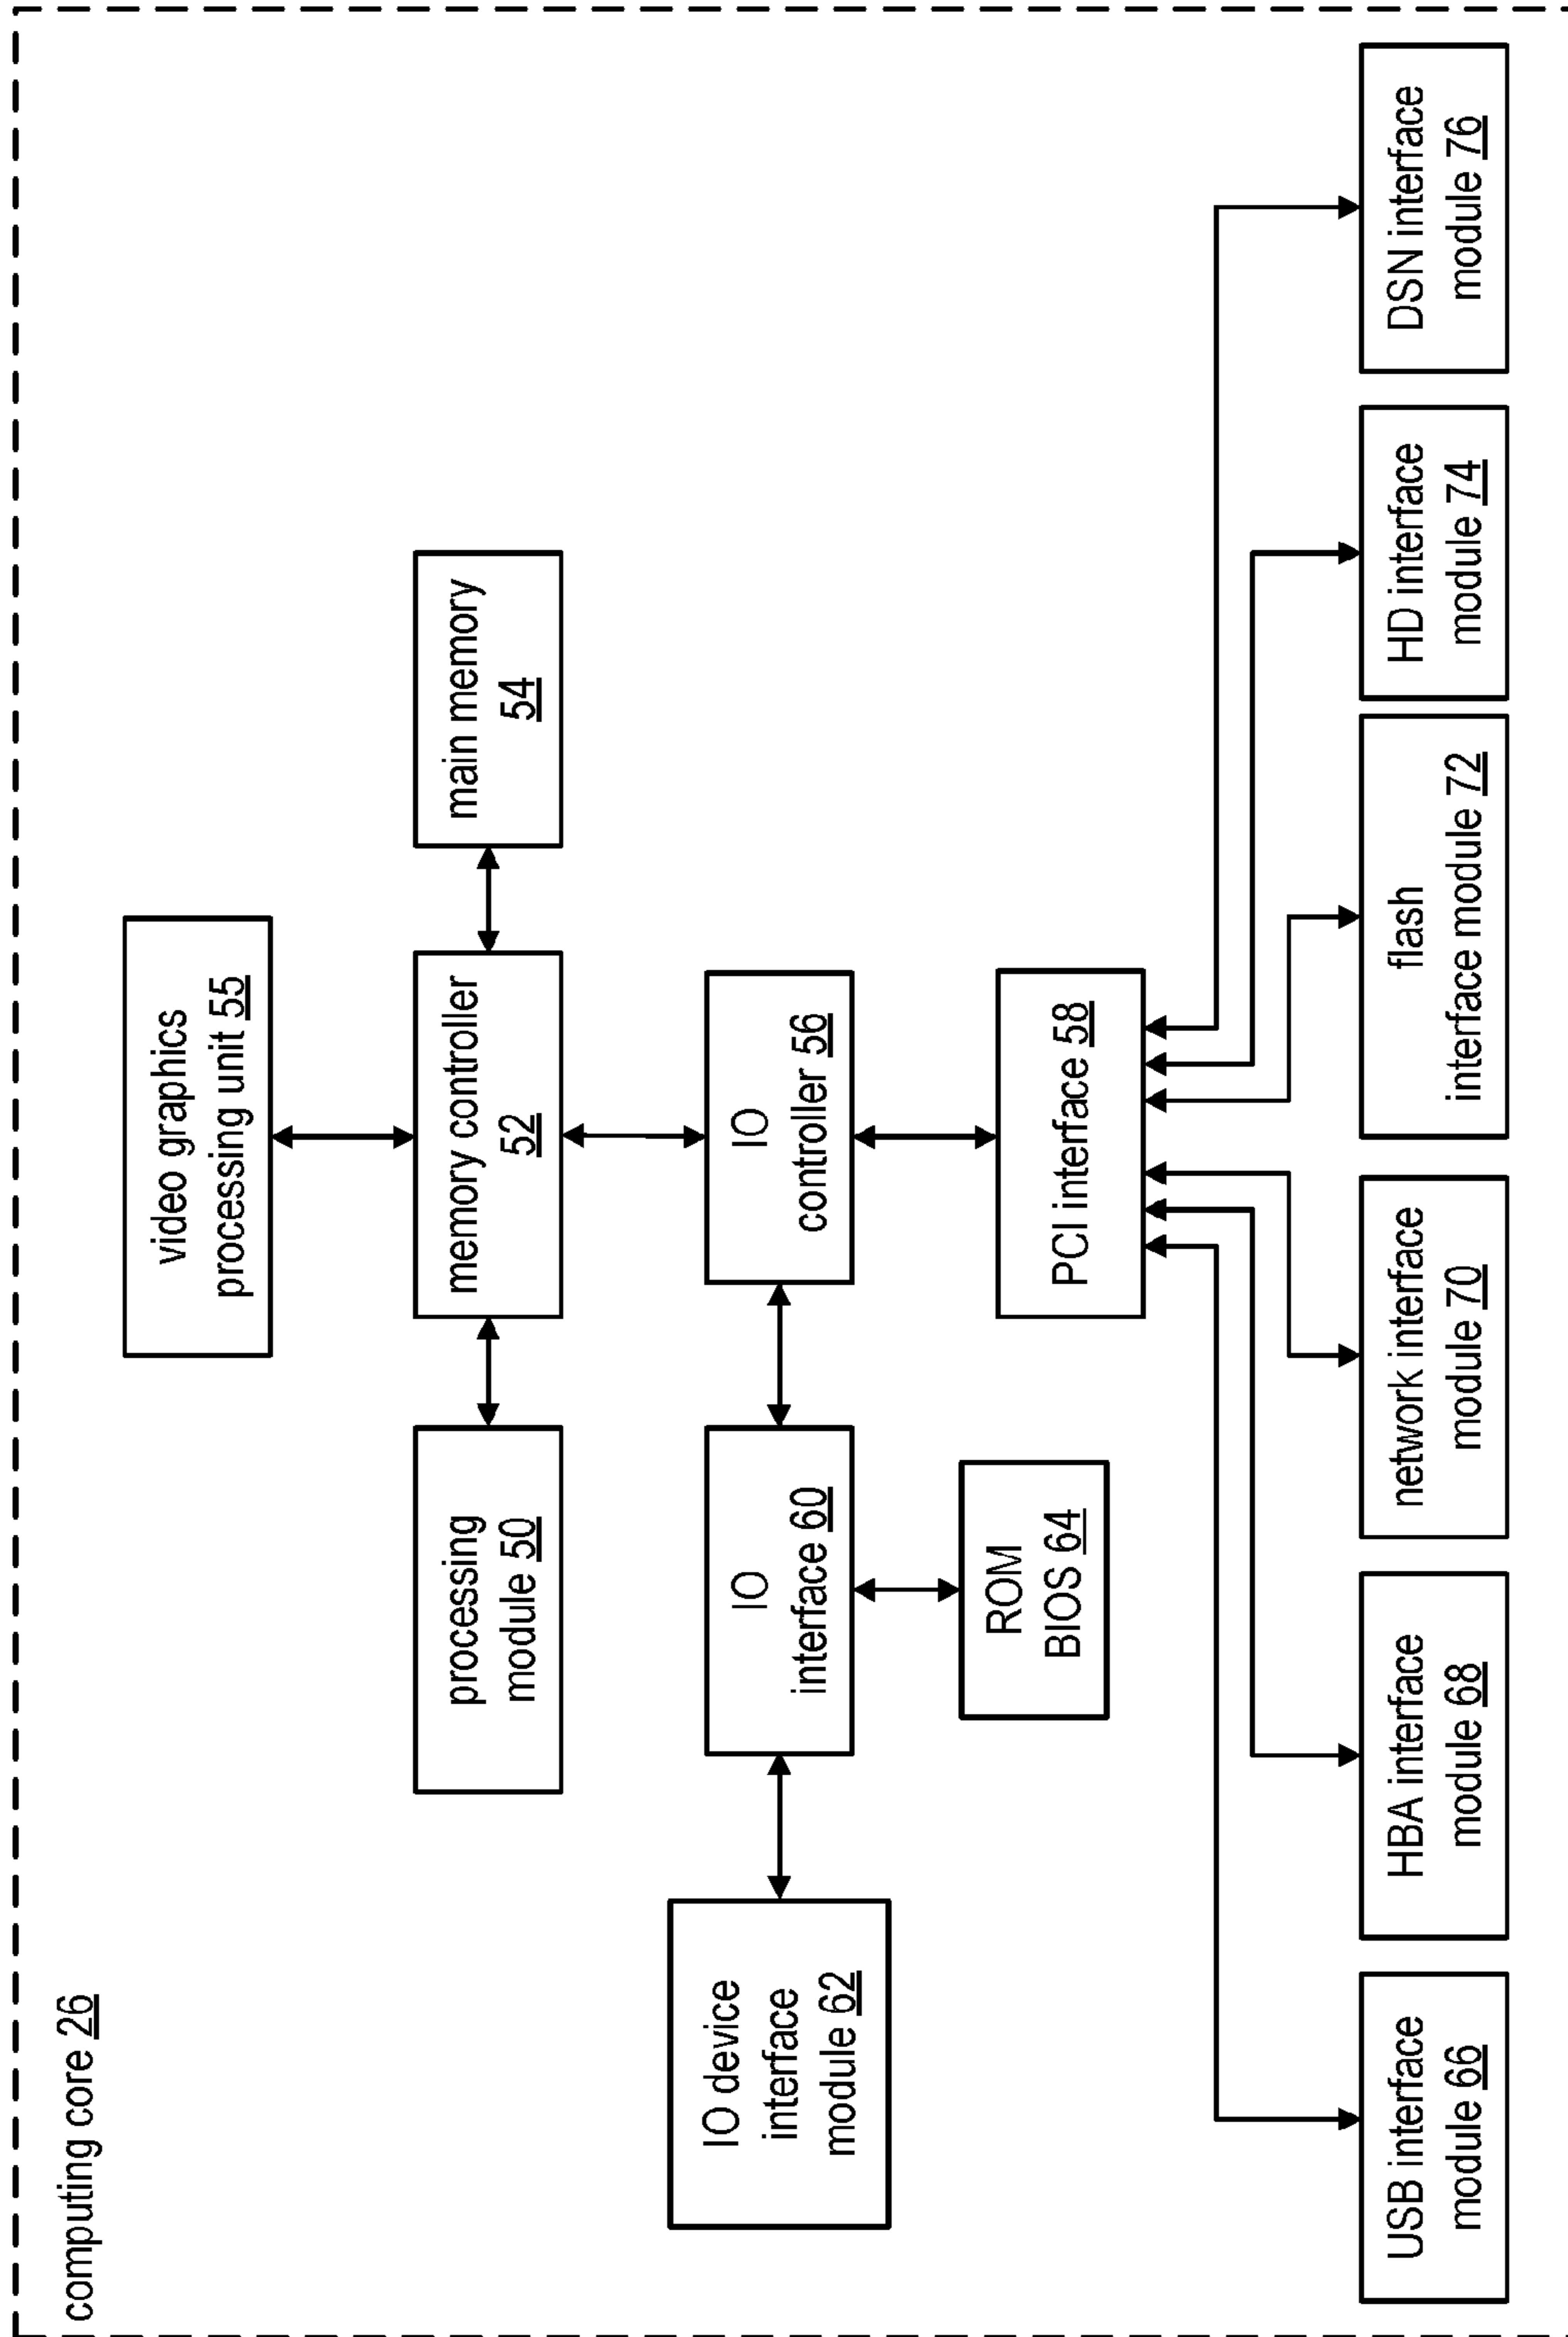 computing core 26
video graphics
processing unit 55
processing
module 50
memory controller
52
main memory
54
IO device
interface
module 62
IO
interface 60
IO
controller 56
ROM
BIOS 64
PCI interface 58
USB interface
module 66
HBA interface
module 68
network interface
module 70
flash
interface module 72
HD interface
module 74
DSN interface
module 76